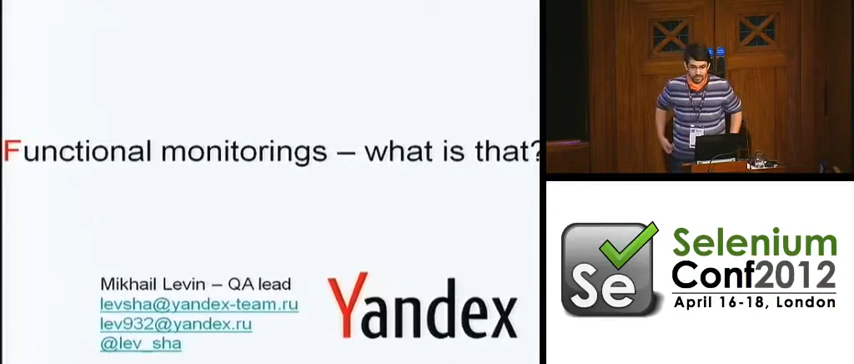 Functional monitorings – what is that?
Mikhail Levin – QA lead
levsha@yandex-team.ru
lev932@yandex.ru
@lev_sha
Yandex
Se
Selenium
Conf2012
April 16-18, London